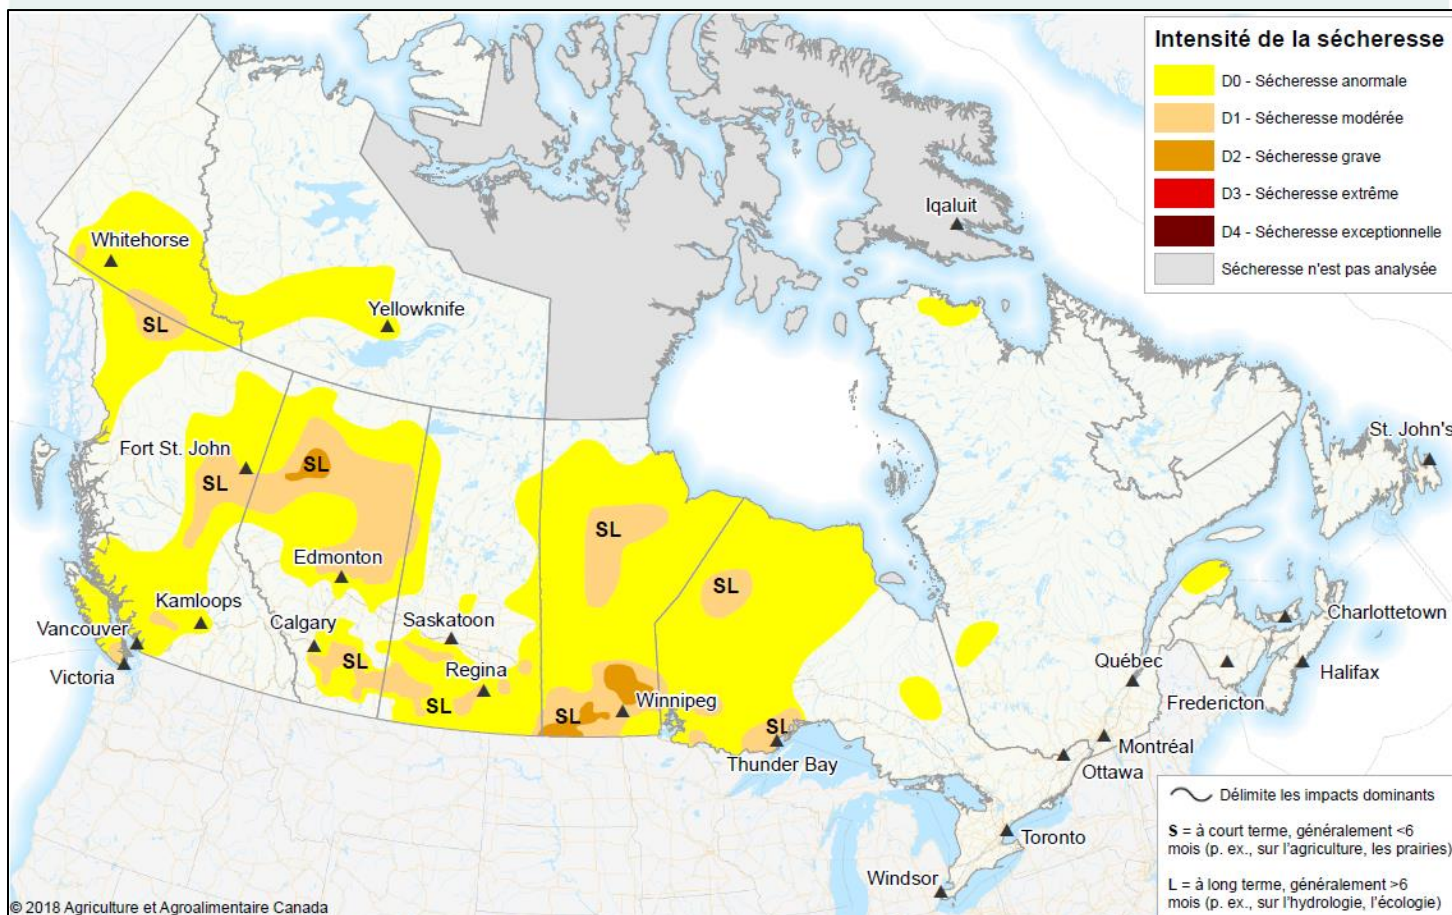 Intensité de la sécheresse
D0 - Sécheresse anormale
D1 - Sécheresse modérée
D2 - Sécheresse grave
D3 - Sécheresse extrême
D4 - Sécheresse exceptionnelle
Sécheresse n'est pas analysée
Iqaluit
Whitehorse
Yellowknife
SL
St. John's
Fort St. John
SL
SL
SL
Edmonton
SL
Kamloops
Calgary
Saskatoon
Vancouver
Charlottetown
Victoria
SL
Regina
Québec
Halifax
SL
SL
Winnipeg
Fredericton
SL
Montréal
Thunder Bay
Ottawa
Toronto
Windsor
Délimite les impacts dominants
S = à court terme, généralement <6
mois (p. ex., sur l'agriculture, les prairies)
L = à long terme, généralement >6
mois (p. ex., sur l'hydrologie, l'écologie)
© 2018 Agriculture et Agroalimentaire Canada